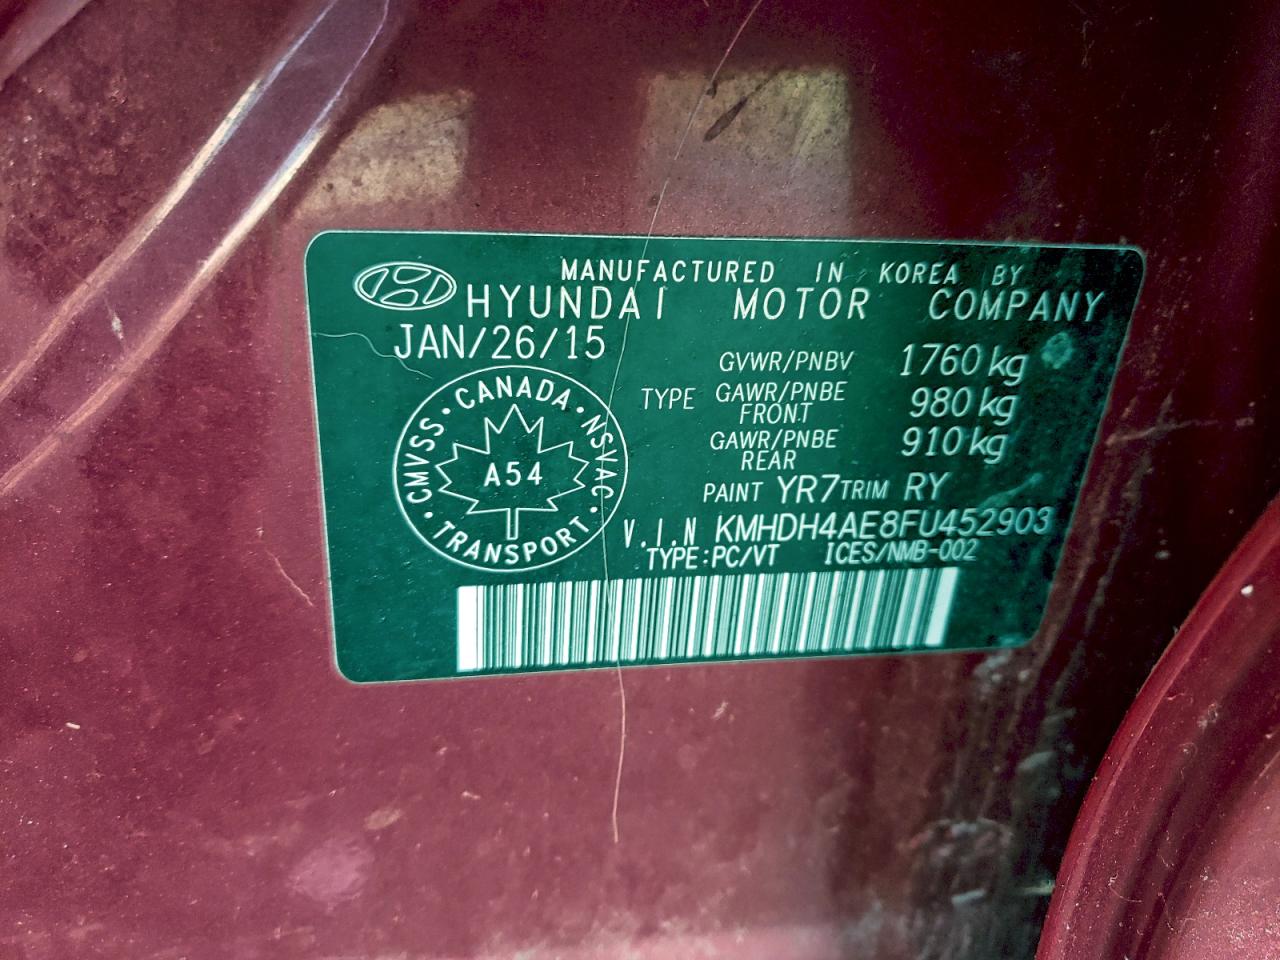 MANUFACTURED IN KOREA BY
HYUNDAI MOTOR COMPANY
JAN/26/15
GVWR/PNBV 1760 kg
TYPE GAWR/PNBE FRONT 980 kg
GAWR/PNBE REAR 910 kg
PAINT YR7 TRIM RY
V.I.N KMHDH4AE8FU452903
TYPE:PC/VT ICES/NMB-002
CMVSS · CANADA · NSVAC · TRANSPORT ·
A54